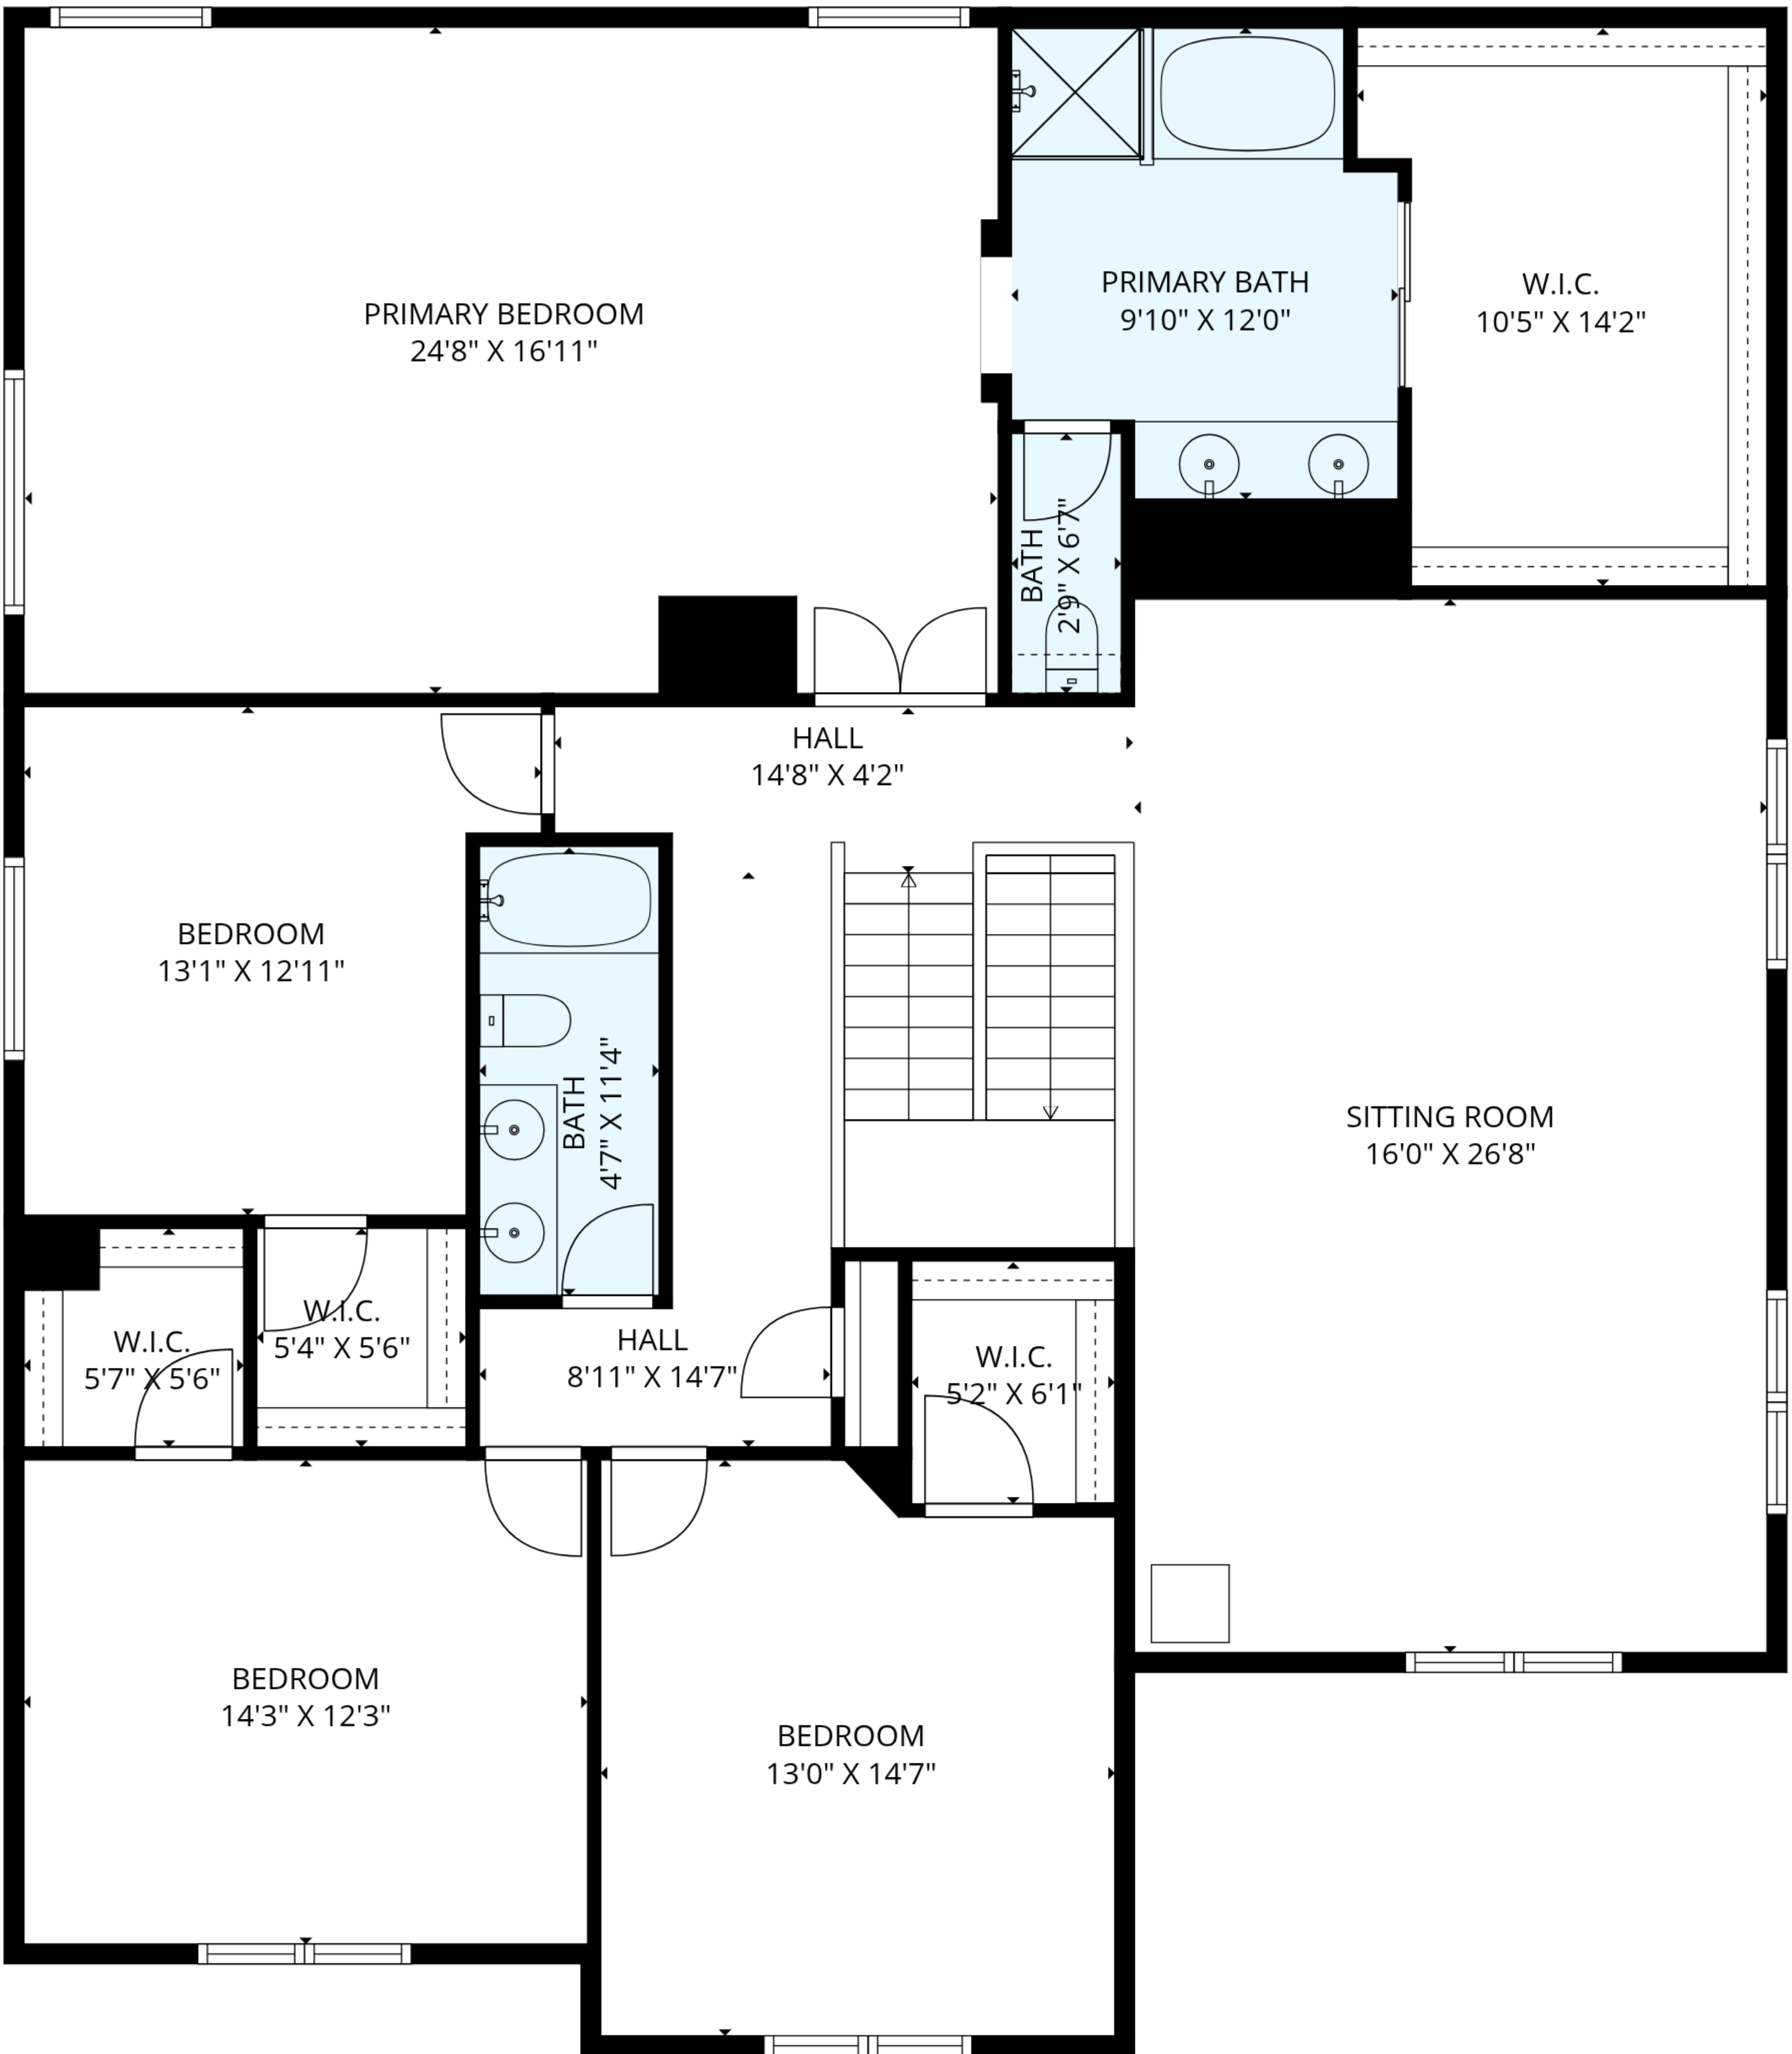 PRIMARY BEDROOM
24'8" X 16'11"
PRIMARY BATH
9'10" X 12'0"
W.I.C.
10'5" X 14'2"
BATH
2'9" X 6'7"
HALL
14'8" X 4'2"
BEDROOM
13'1" X 12'11"
BATH
4'7" X 11'4"
SITTING ROOM
16'0" X 26'8"
W.I.C.
5'7" X 5'6"
W.I.C.
5'4" X 5'6"
HALL
8'11" X 14'7"
W.I.C.
5'2" X 6'1"
BEDROOM
14'3" X 12'3"
BEDROOM
13'0" X 14'7"